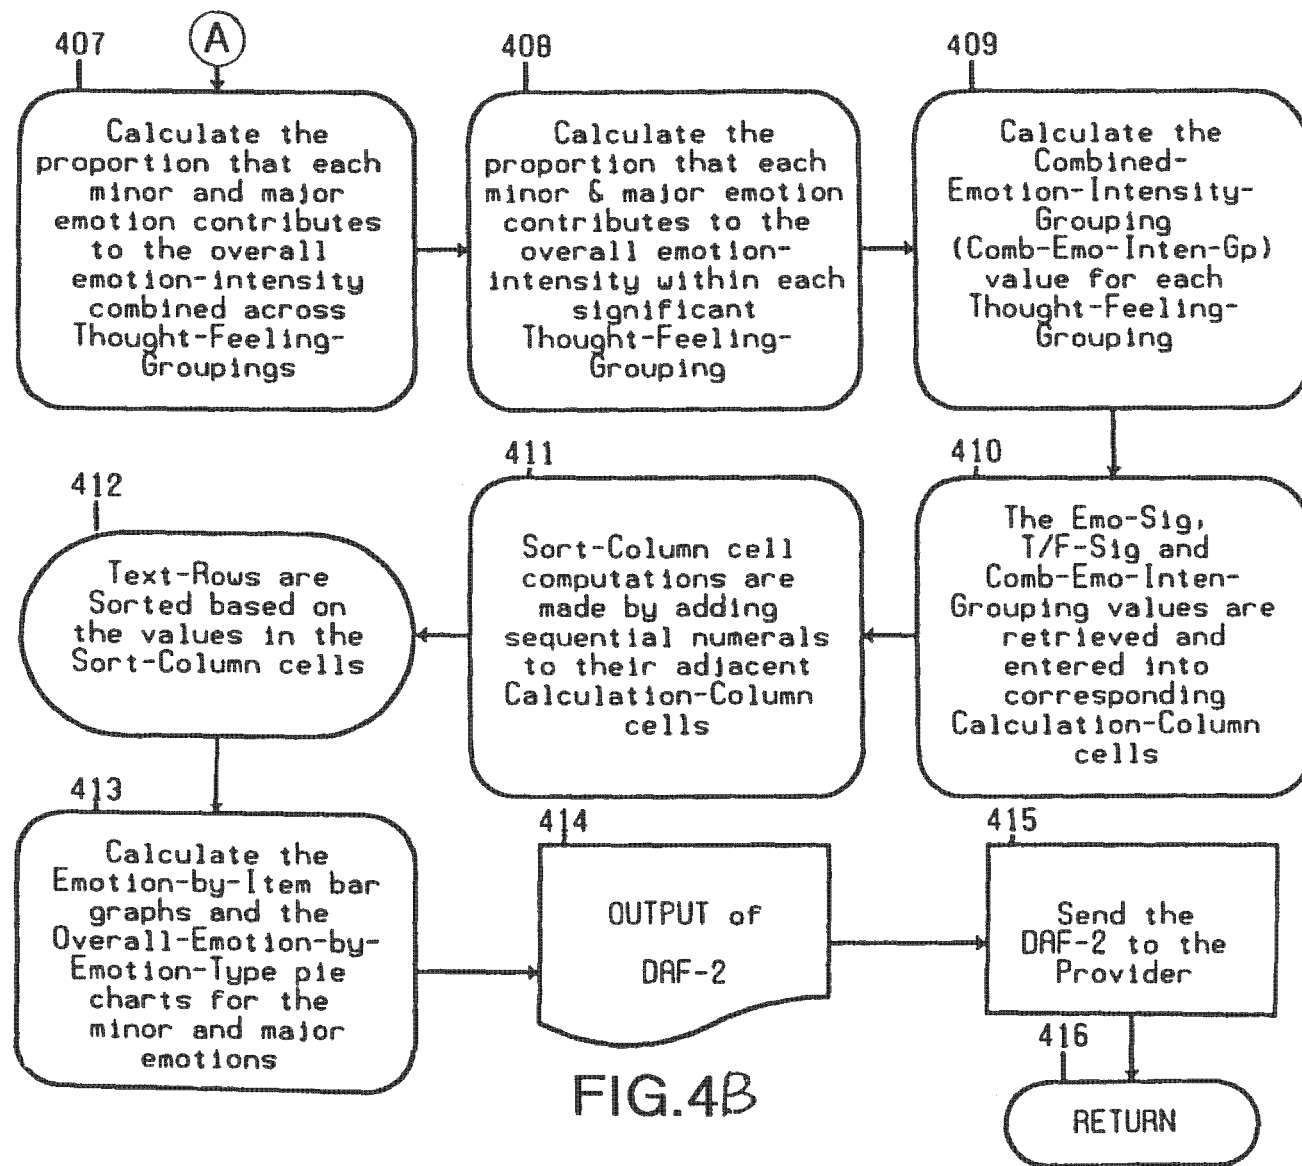 A
407
Calculate the
proportion that each
minor and major
emotion contributes
to the overall
emotion-intensity
combined across
Thought-Feeling-
Groupings
408
Calculate the
proportion that each
minor & major emotion
contributes to the
overall emotion-
intensity within each
significant
Thought-Feeling-
Grouping
409
Calculate the
Combined-
Emotion-Intensity-
Grouping
(Comb-Emo-Inten-Gp)
value for each
Thought-Feeling-
Grouping
410
The Emo-Sig,
T/F-Sig and
Comb-Emo-Inten-
Grouping values are
retrieved and
entered into
corresponding
Calculation-Column
cells
411
Sort-Column cell
computations are
made by adding
sequential numerals
to their adjacent
Calculation-Column
cells
412
Text-Rows are
Sorted based on
the values in the
Sort-Column cells
413
Calculate the
Emotion-by-Item bar
graphs and the
Overall-Emotion-by-
Emotion-Type pie
charts for the
minor and major
emotions
414
OUTPUT of
DAF-2
415
Send the
DAF-2 to the
Provider
416
RETURN
FIG.4B